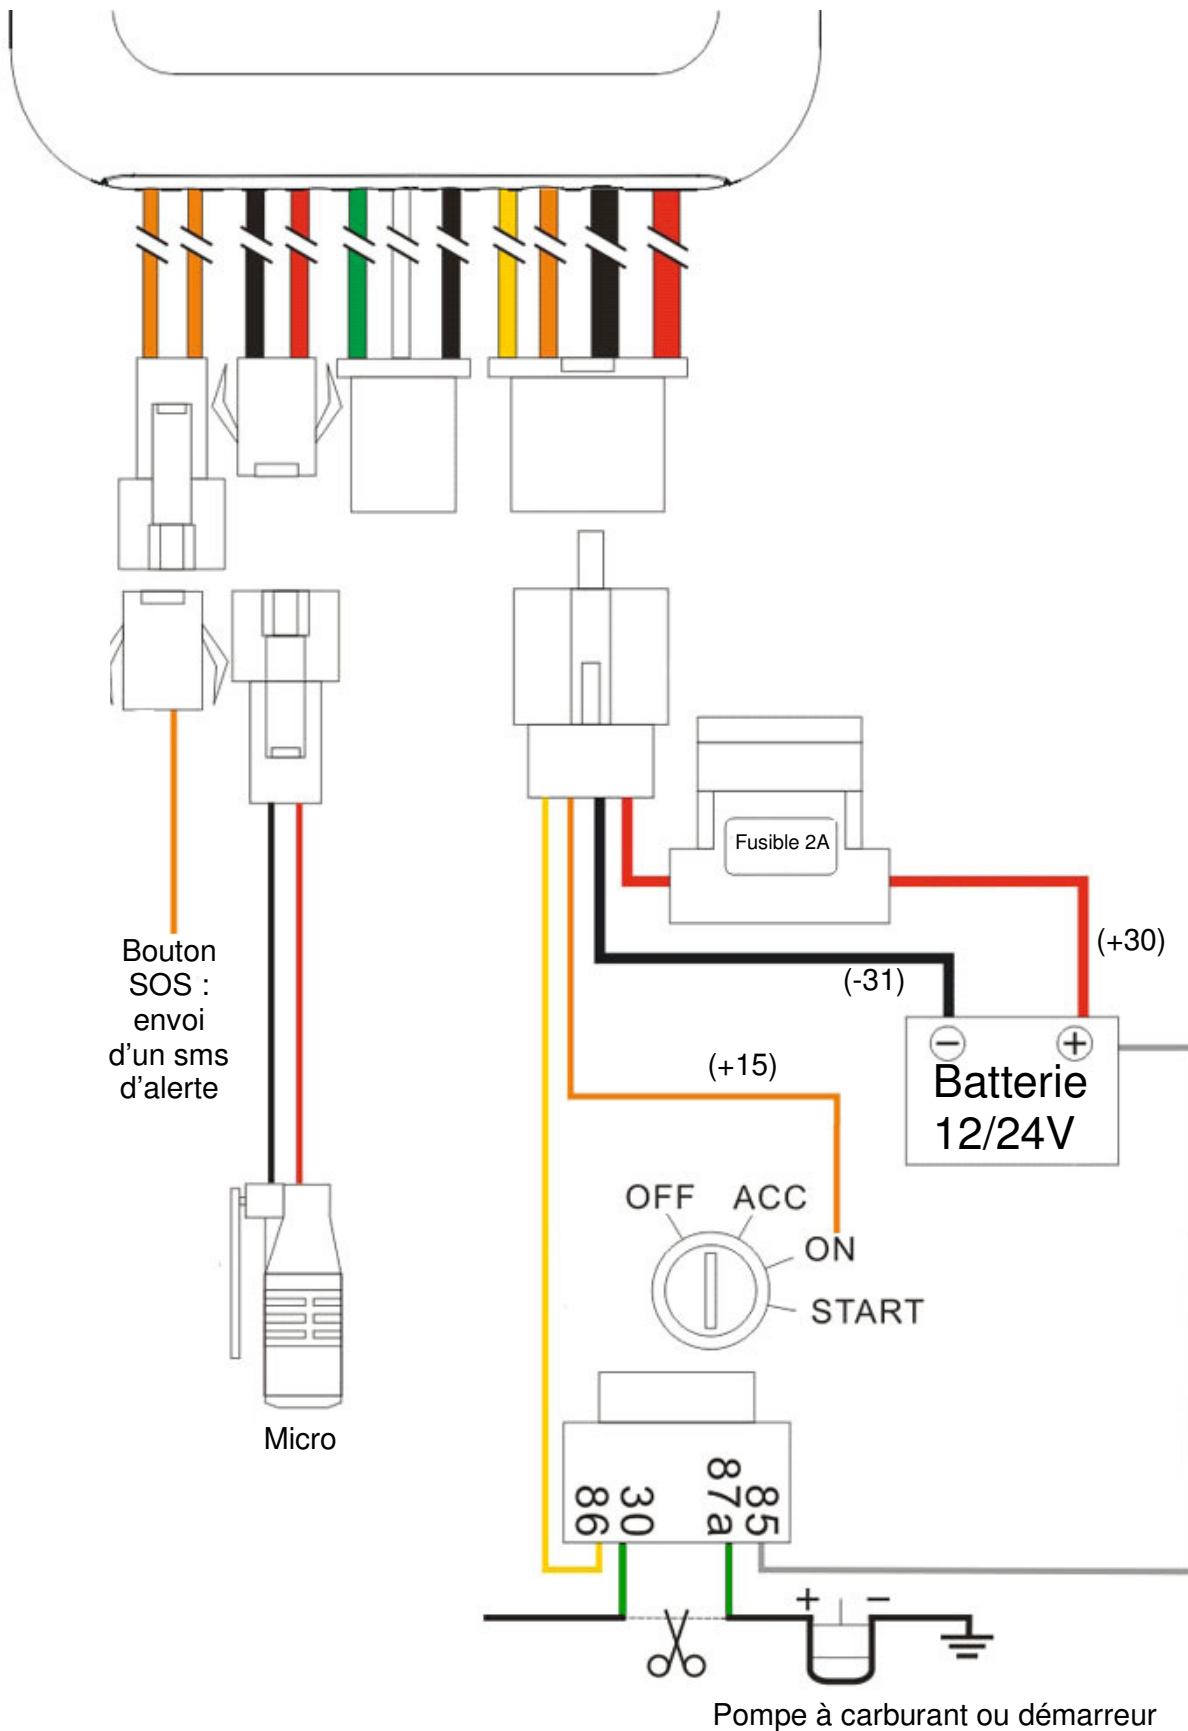 Fusible 2A
(+30)
(-31)
Bouton
SOS :
envoi
d'un sms
d'alerte
− +
Batterie
12/24V
(+15)
OFF ACC
ON
START
Micro
86 30 87a 85
+ −
Pompe à carburant ou démarreur